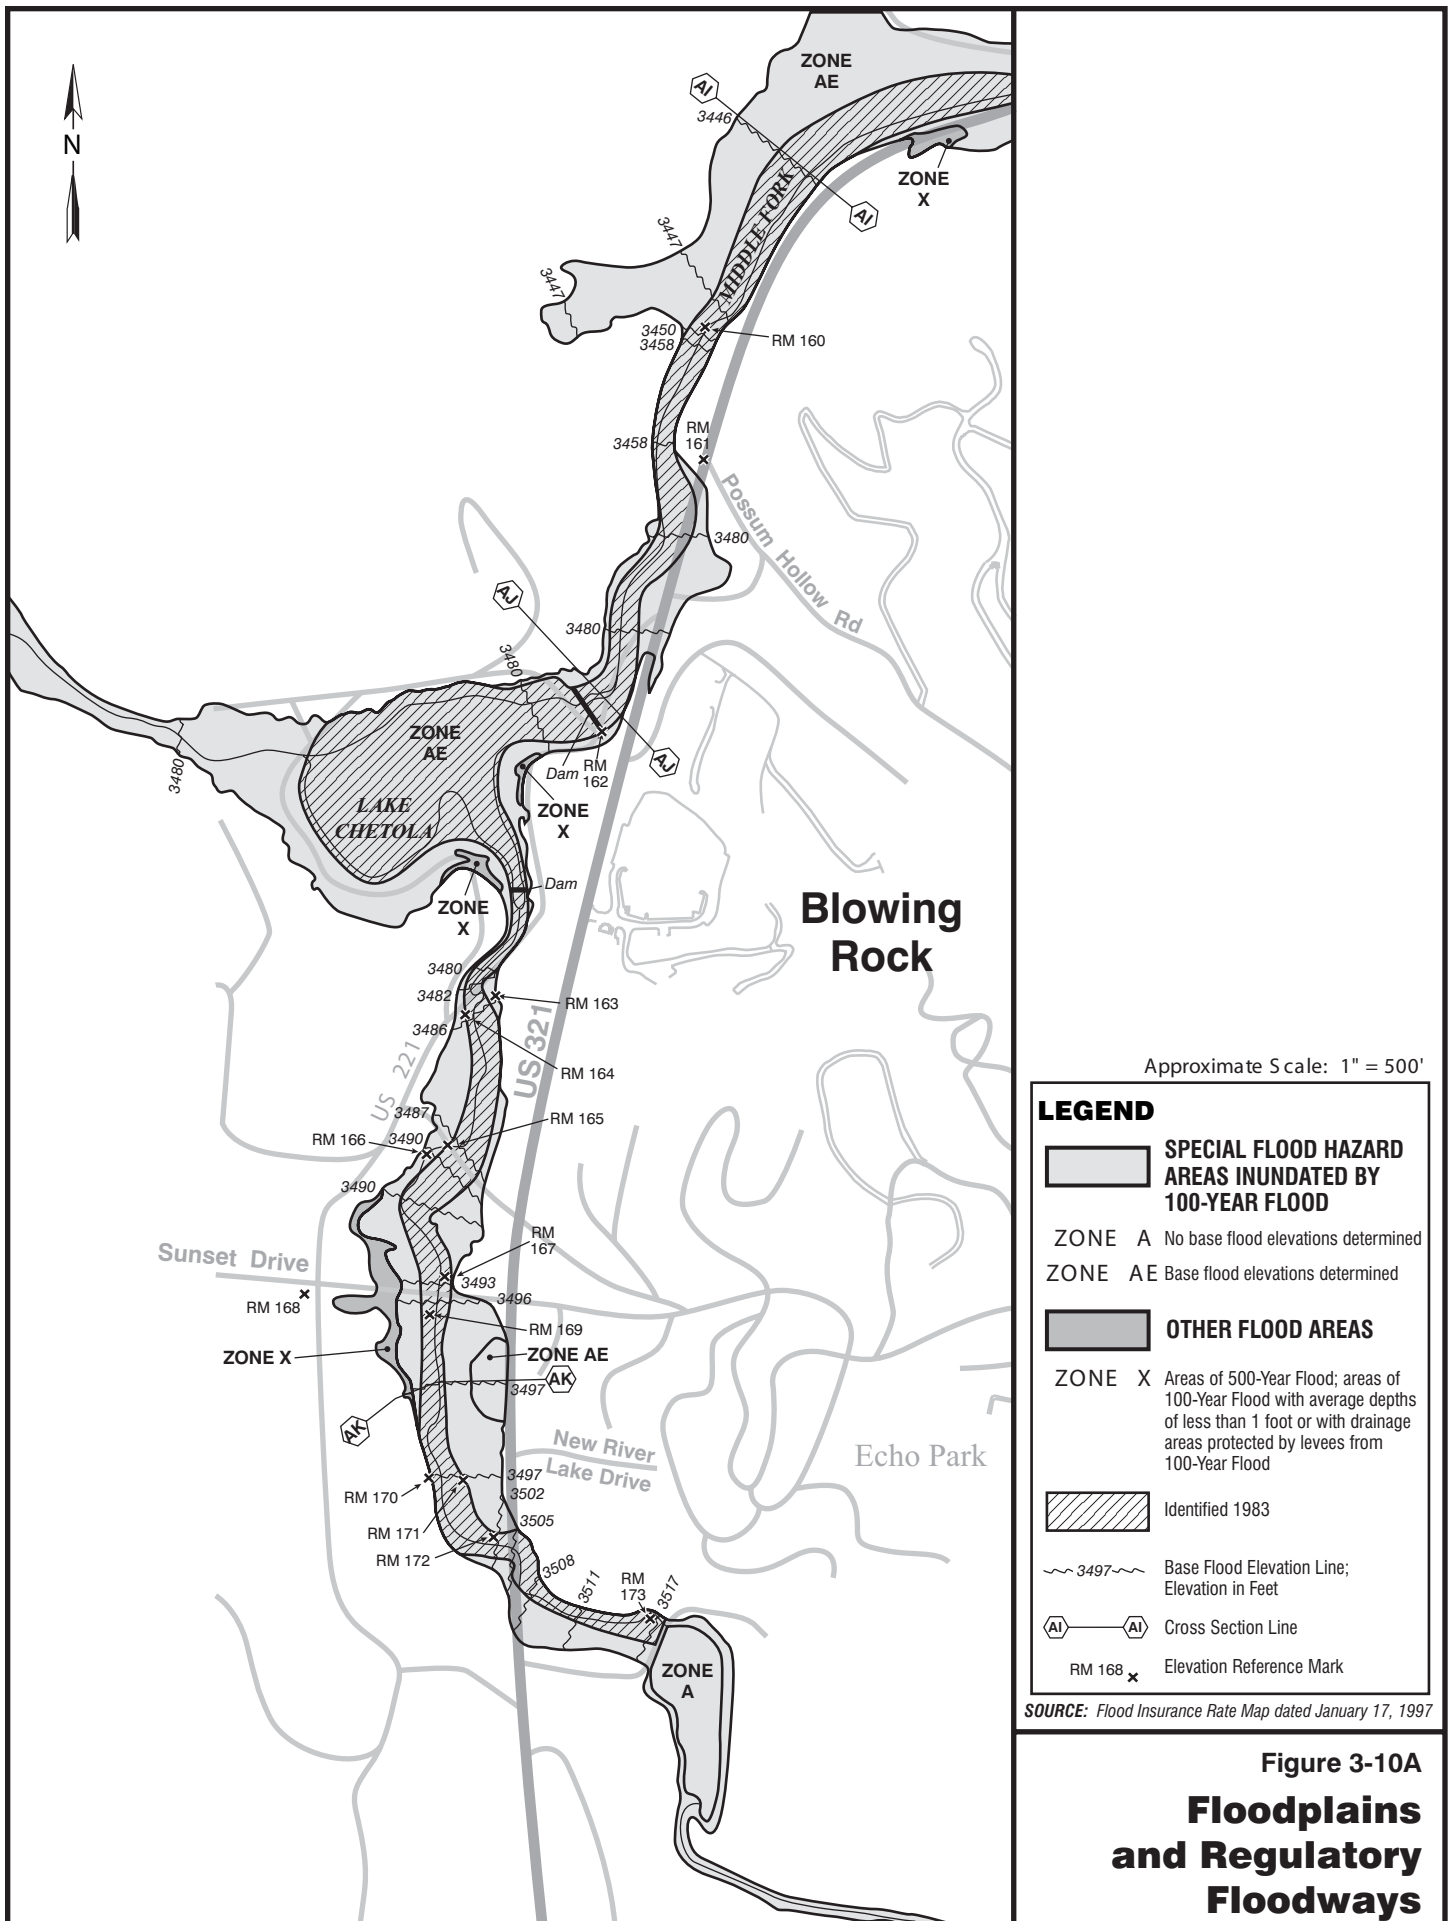 ZONE
AE
AI
3446
N
ZONE
X
AI
MIDDLE FORK
3447
3447
3450
3458
RM 160
3458
RM
161
Possum Hollow Rd
3480
AJ
3480
3480
ZONE
AE
3480
Dam
RM
162
AJ
LAKE
CHETOLA
ZONE
X
Dam
ZONE
X
Blowing
Rock
3480
3482
RM 163
3486
US 321
US 221
RM 164
3487
RM 165
RM 166
3490
3490
RM
167
Sunset Drive
3493
3496
RM 168
RM 169
ZONE X
ZONE AE
AK
3497
AK
New River
Lake Drive
Echo Park
3497
RM 170
3502
3505
RM 171
RM 172
3508
3511
RM
173
3517
ZONE
A
Approximate Scale: 1" = 500'
LEGEND
SPECIAL FLOOD HAZARD
AREAS INUNDATED BY
100-YEAR FLOOD
ZONE A No base flood elevations determined
ZONE AE Base flood elevations determined
OTHER FLOOD AREAS
ZONE X Areas of 500-Year Flood; areas of
100-Year Flood with average depths
of less than 1 foot or with drainage
areas protected by levees from
100-Year Flood
Identified 1983
3497 Base Flood Elevation Line;
Elevation in Feet
AI AI Cross Section Line
RM 168 Elevation Reference Mark
SOURCE: Flood Insurance Rate Map dated January 17, 1997
Figure 3-10A
Floodplains
and Regulatory
Floodways